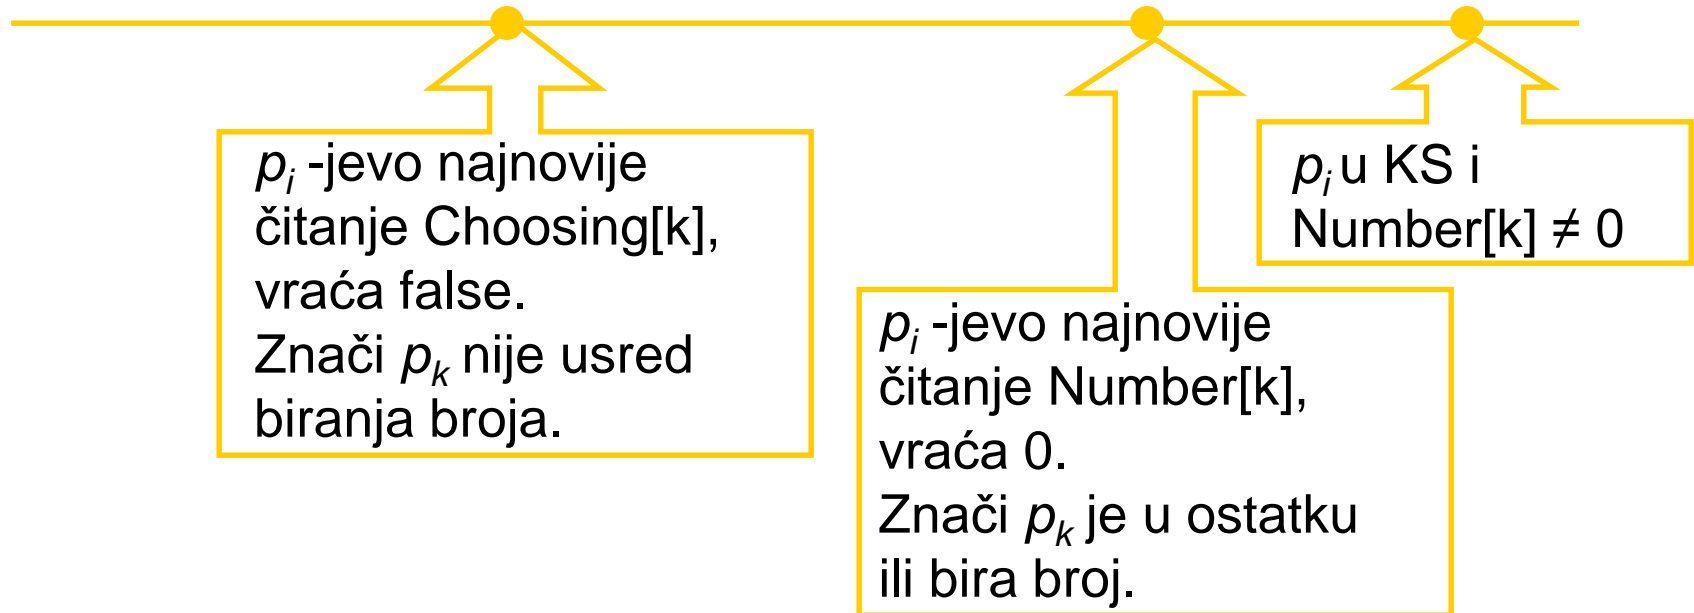 pᵢ -jevo najnovije
čitanje Choosing[k],
vraća false.
Znači pₖ nije usred
biranja broja.
pᵢ -jevo najnovije
čitanje Number[k],
vraća 0.
Znači pₖ je u ostatku
ili bira broj.
pᵢ u KS i
Number[k] ≠ 0